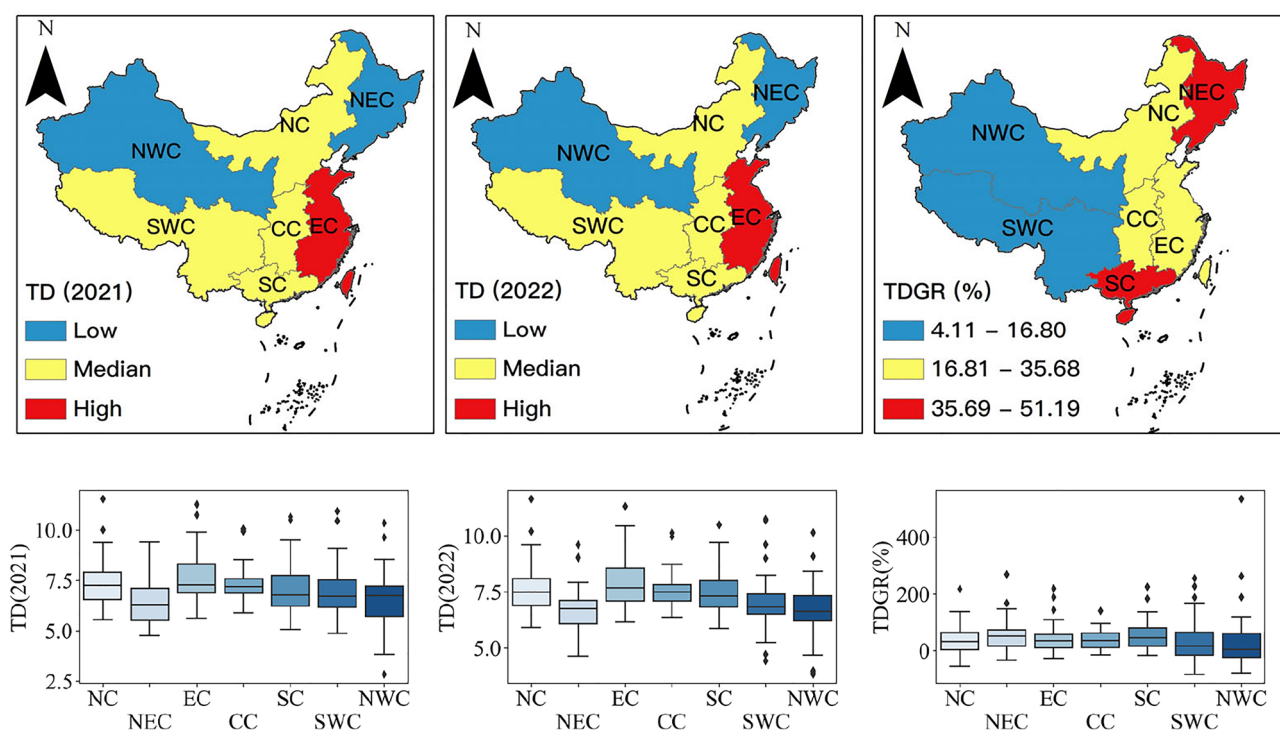 N
NEC
NC
NWC
SWC
CC
EC
SC
TD (2021)
Low
Median
High
N
NEC
NC
NWC
SWC
CC
EC
SC
TD (2022)
Low
Median
High
N
NEC
NC
NWC
SWC
CC
EC
SC
TDGR (%)
4.11 – 16.80
16.81 – 35.68
35.69 – 51.19
TD(2021)
10.0
7.5
5.0
2.5
NC
EC
SC
NWC
NEC
CC
SWC
TD(2022)
10.0
7.5
5.0
NC
EC
SC
NWC
NEC
CC
SWC
TDGR(%)
400
200
0
NC
EC
SC
NWC
NEC
CC
SWC